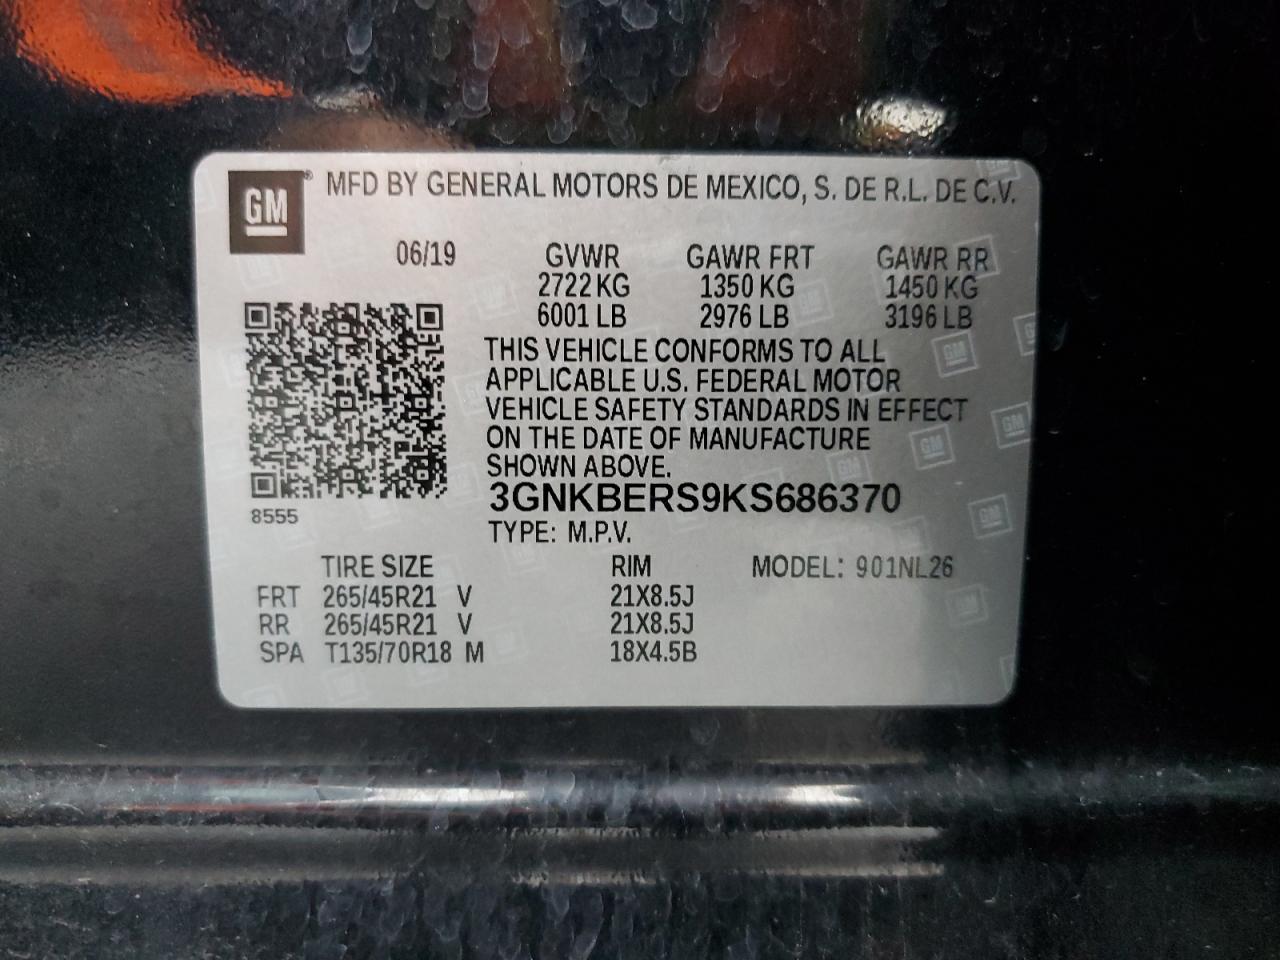 GM® MFD BY GENERAL MOTORS DE MEXICO, S. DE R.L. DE C.V.
06/19 GVWR GAWR FRT GAWR RR
2722 KG 1350 KG 1450 KG
6001 LB 2976 LB 3196 LB
THIS VEHICLE CONFORMS TO ALL
APPLICABLE U.S. FEDERAL MOTOR
VEHICLE SAFETY STANDARDS IN EFFECT
ON THE DATE OF MANUFACTURE
SHOWN ABOVE.
3GNKBERS9KS686370
8555
TYPE: M.P.V.
TIRE SIZE RIM MODEL: 901NL26
FRT 265/45R21 V 21X8.5J
RR 265/45R21 V 21X8.5J
SPA T135/70R18 M 18X4.5B